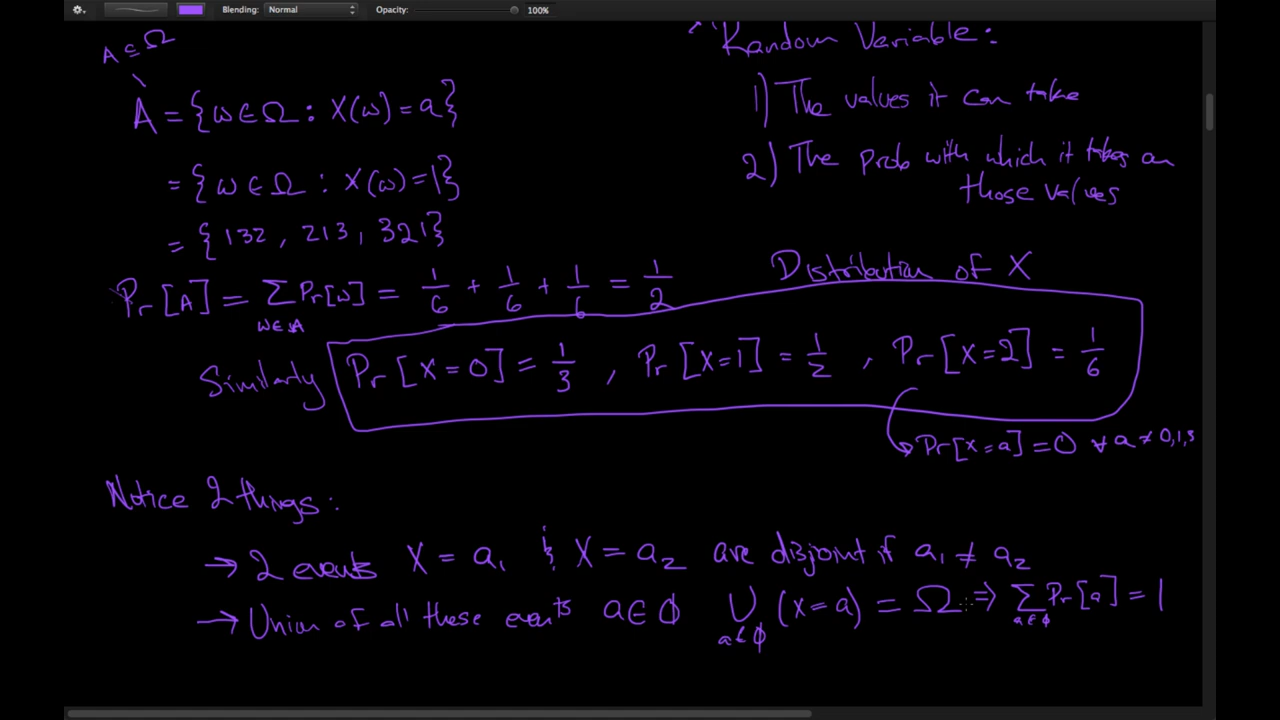 Blending: Normal Opacity: 100%
A ⊆ Ω
A = {ω ∈ Ω : X(ω) = a}
= {ω ∈ Ω : X(ω) = 1}
= {132, 213, 321}
Pr[A] = ∑ Pr[ω] = 1/6 + 1/6 + 1/6 = 1/2
ω∈A
Random Variable:
1) The values it can take
2) The prob with which it takes on
those values
Distribution of X
Similarly Pr[X=0] = 1/3 , Pr[X=1] = 1/2 , Pr[X=2] = 1/6
Pr[X=a] = 0 ∀ a ≠ 0,1,3
Notice 2 things:
→ 2 events X = a₁ & X = a₂ are disjoint if a₁ ≠ a₂
→ Union of all these events a ∈ ϕ ∪ (X=a) = Ω ⇒ ∑ Pr[a] = 1
a∈ϕ a∈ϕ